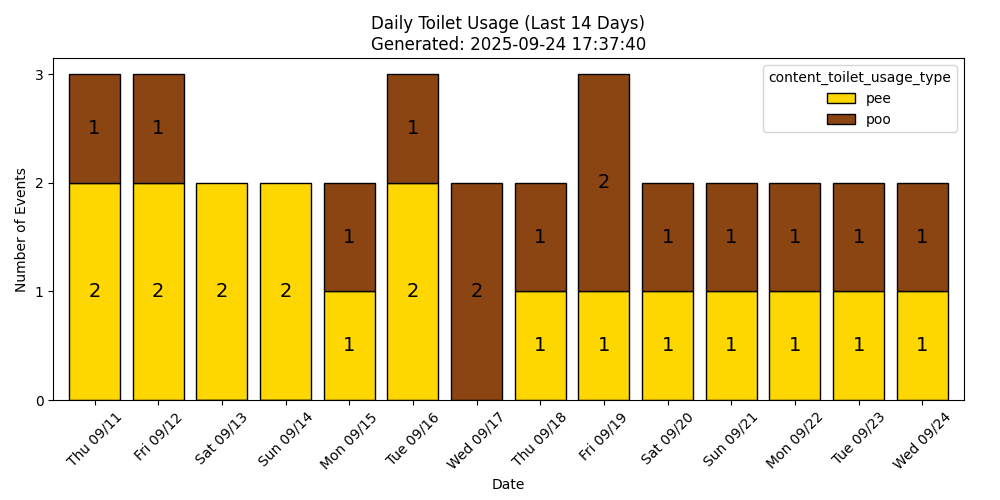 Daily Toilet Usage (Last 14 Days)
Generated: 2025-09-24 17:37:40
content_toilet_usage_type
pee
poo
Number of Events
3
2
1
0
1 1 1 2
1 1 1 1 1 1 1
2 2 2 2 2 2
1 1 1 1 1 1 1 1
Thu 09/11 Fri 09/12 Sat 09/13 Sun 09/14 Mon 09/15 Tue 09/16 Wed 09/17 Thu 09/18 Fri 09/19 Sat 09/20 Sun 09/21 Mon 09/22 Tue 09/23 Wed 09/24
Date